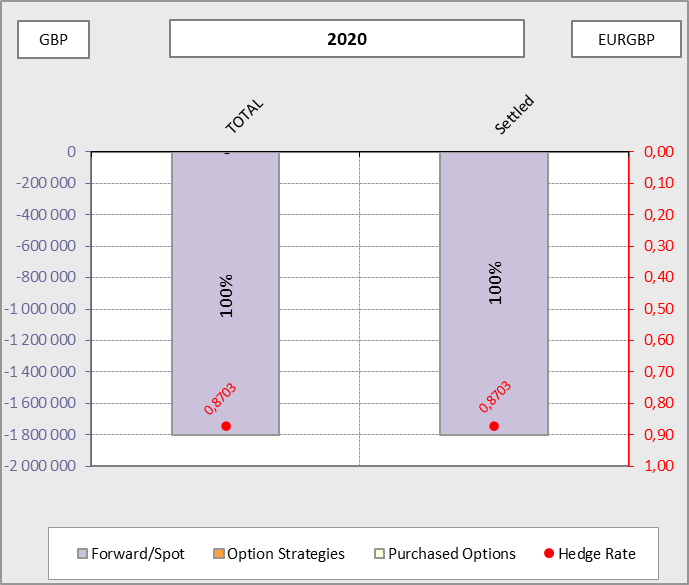 GBP
2020
EURGBP
TOTAL
Settled
0
-200 000
-400 000
-600 000
-800 000
-1 000 000
-1 200 000
-1 400 000
-1 600 000
-1 800 000
-2 000 000
100%
0,8703
100%
0,8703
0,00
0,10
0,20
0,30
0,40
0,50
0,60
0,70
0,80
0,90
1,00
Forward/Spot Option Strategies Purchased Options Hedge Rate